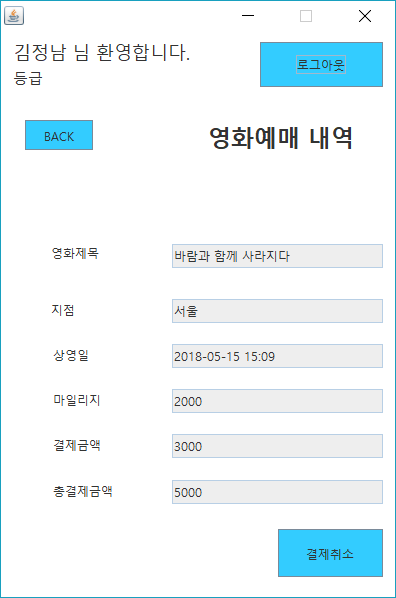 김정남 님 환영합니다.
등급
로그아웃
BACK
영화예매 내역
영화제목 바람과 함께 사라지다
지점 서울
상영일 2018-05-15 15:09
마일리지 2000
결제금액 3000
총결제금액 5000
결제취소